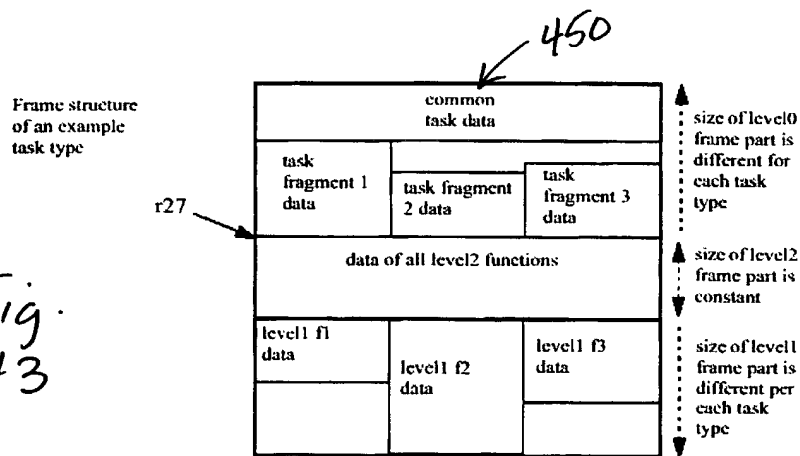 450
Frame structure
of an example
task type
common
task data
size of level0
frame part is
different for
each task
type
task
fragment 1
data
task fragment
2 data
task
fragment 3
data
r27
data of all level2 functions
size of level2
frame part is
constant
ig.
3
level1 f1
data
level1 f2
data
level1 f3
data
size of level1
frame part is
different per
each task
type